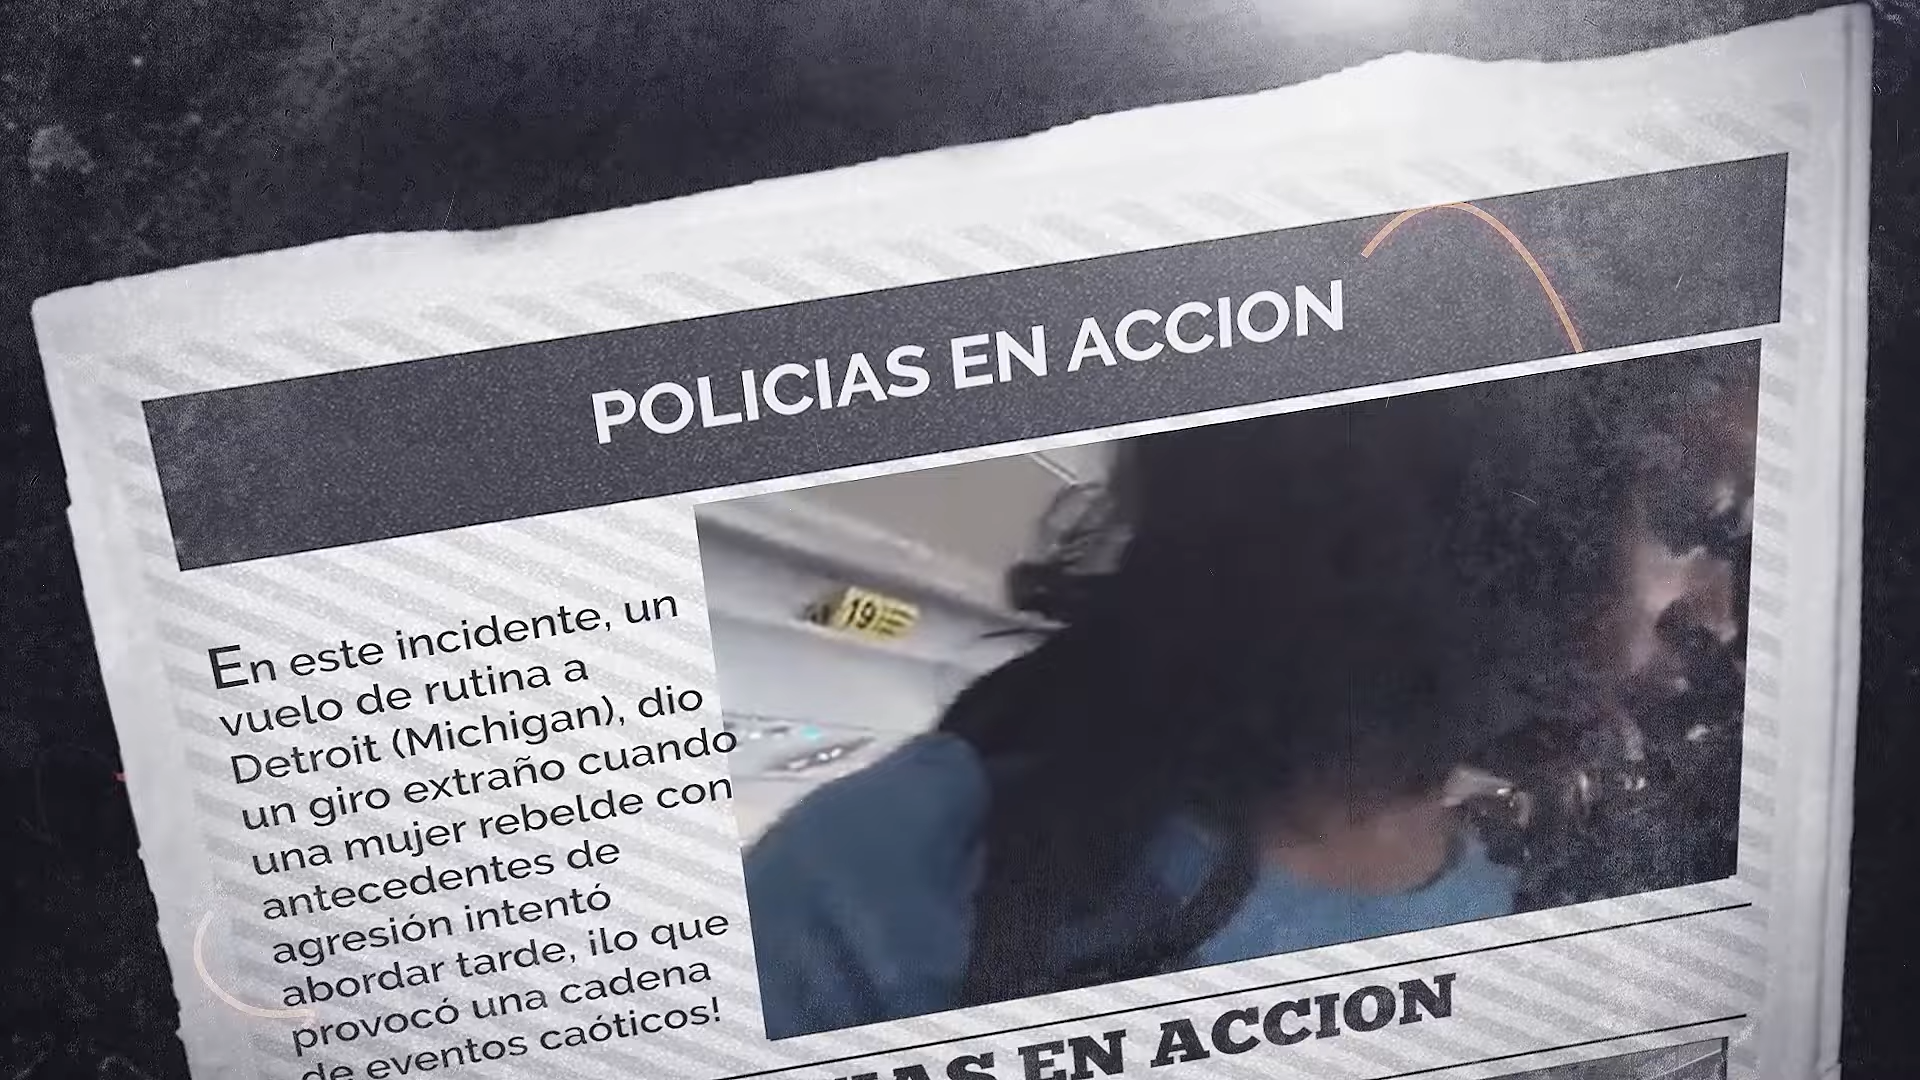 POLICIAS EN ACCION
19
En este incidente, un
vuelo de rutina a
Detroit (Michigan), dio
un giro extraño cuando
una mujer rebelde con
antecedentes de
agresión intentó
abordar tarde, ilo que
provocó una cadena
de eventos caóticos!
IAS EN ACCION